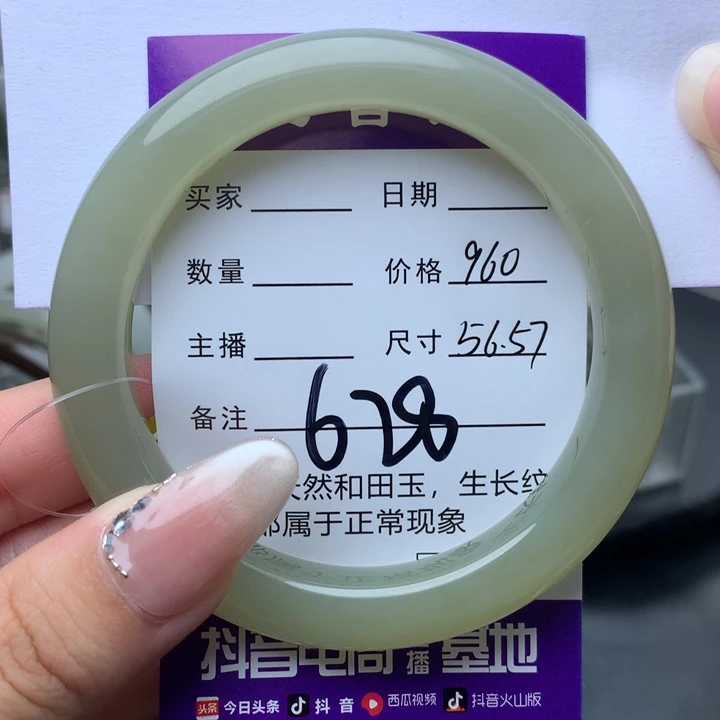 买家 日期
数量 价格 960
主播 尺寸 56.57
备注 628
天然和田玉，生长纹
都属于正常现象
抖音电商直播基地
头条 今日头条 抖音 西瓜视频 抖音火山版